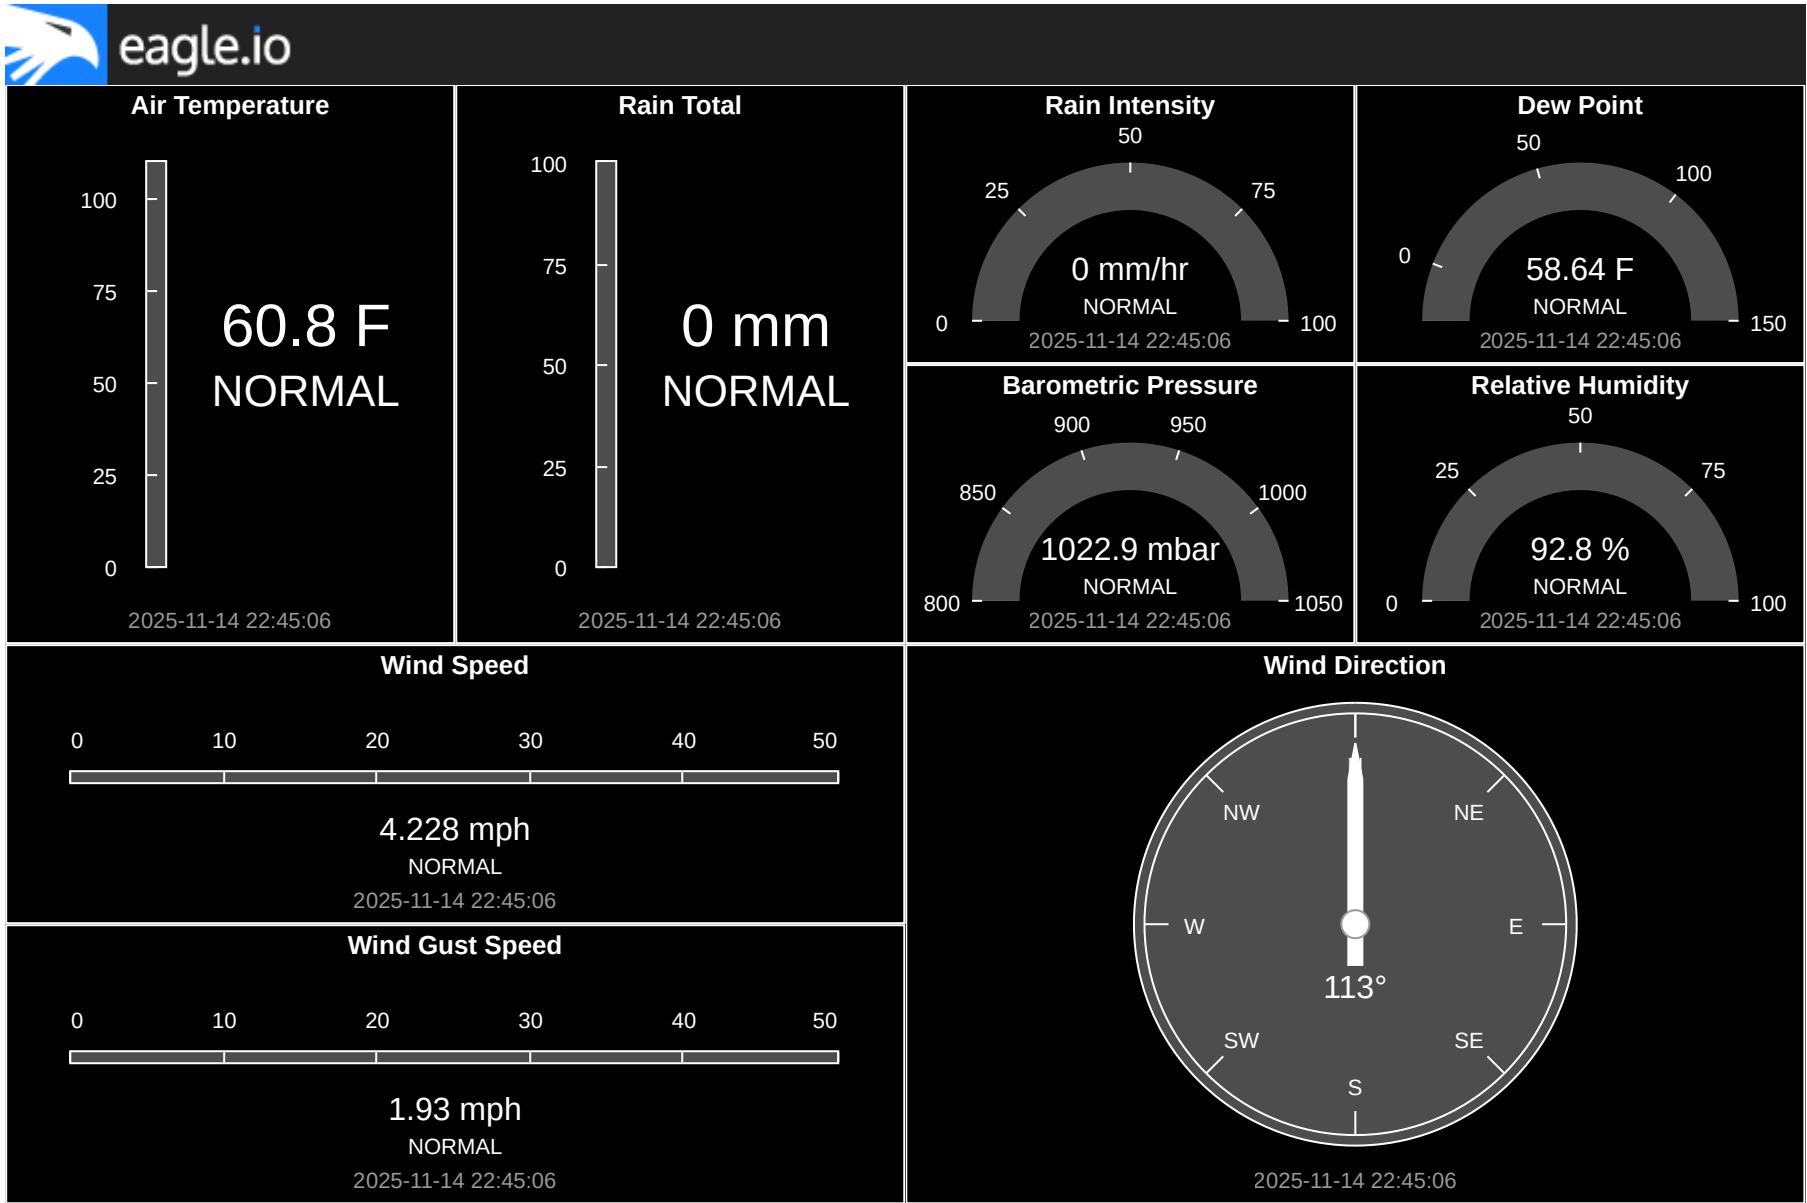 eagle.io
Air Temperature
100
75
50
25
0
60.8 F
NORMAL
2025-11-14 22:45:06
Rain Total
100
75
50
25
0
0 mm
NORMAL
2025-11-14 22:45:06
Rain Intensity
50
25
75
0
100
0 mm/hr
NORMAL
2025-11-14 22:45:06
Dew Point
50
100
0
150
58.64 F
NORMAL
2025-11-14 22:45:06
Barometric Pressure
900
950
850
1000
800
1050
1022.9 mbar
NORMAL
2025-11-14 22:45:06
Relative Humidity
50
25
75
0
100
92.8 %
NORMAL
2025-11-14 22:45:06
Wind Speed
0 10 20 30 40 50
4.228 mph
NORMAL
2025-11-14 22:45:06
Wind Gust Speed
0 10 20 30 40 50
1.93 mph
NORMAL
2025-11-14 22:45:06
Wind Direction
NW NE
W E
113°
SW SE
S
2025-11-14 22:45:06